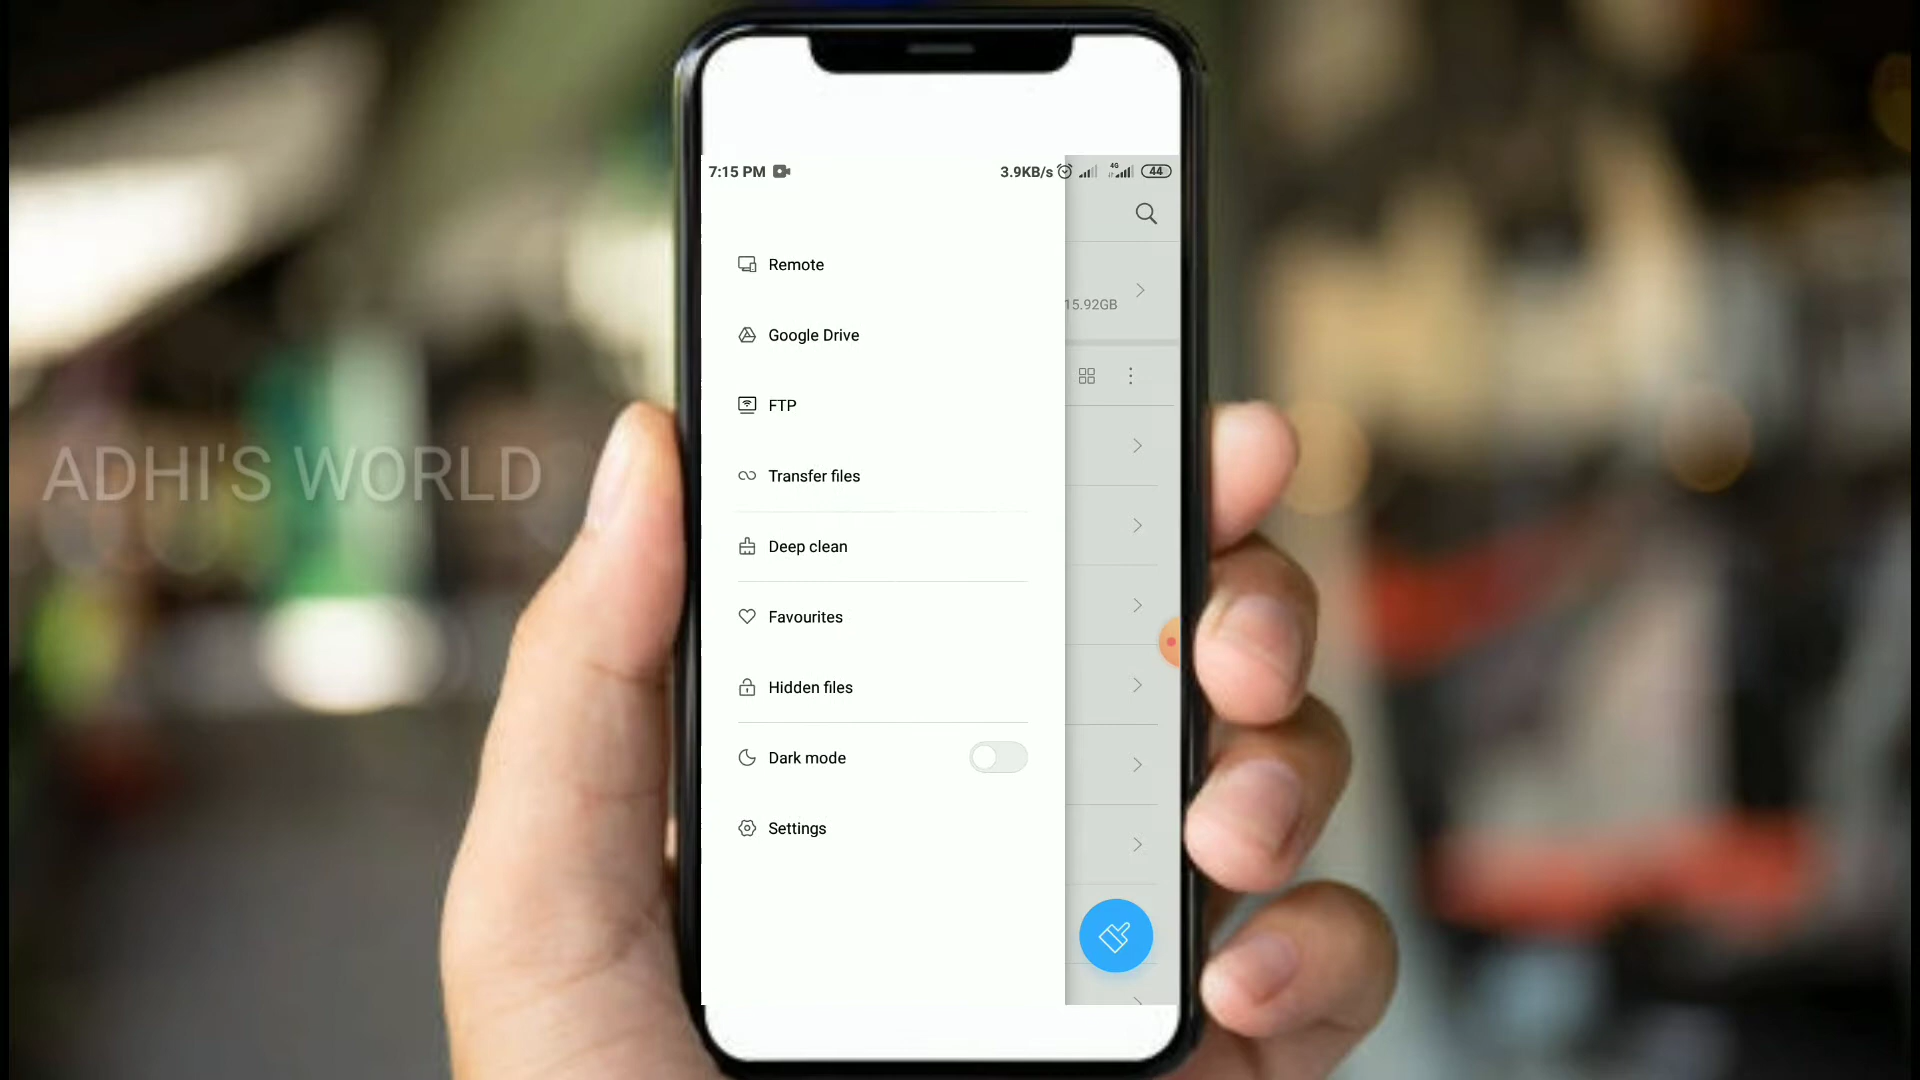 7:15 PM 3.9KB/s 4G 44
15.92GB
Remote
Google Drive
FTP
Transfer files
Deep clean
Favourites
Hidden files
Dark mode
Settings
ADHI'S WORLD